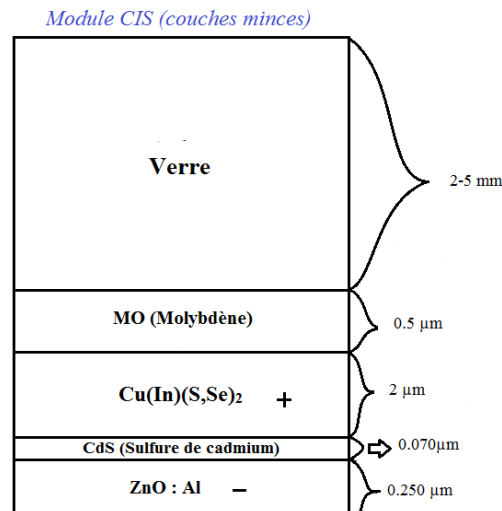 Module CIS (couches minces)
Verre
2-5 mm
MO (Molybdène)
0.5 µm
Cu(In)(S,Se)₂ +
2 µm
CdS (Sulfure de cadmium)
0.070µm
ZnO : Al −
0.250 µm